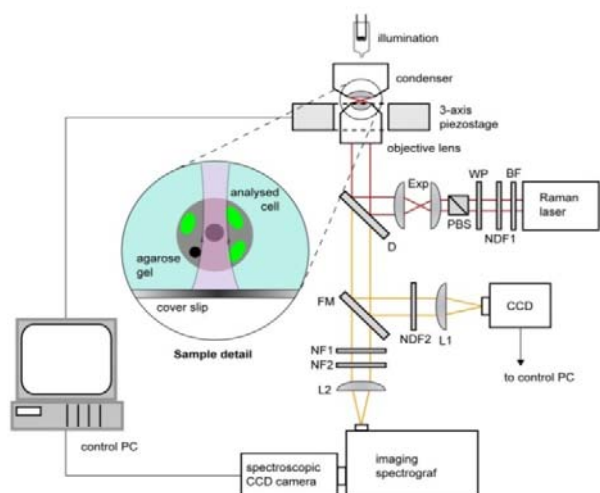 illumination
condenser
3-axis
piezostage
objective lens
WP
BF
Exp
Raman
laser
PBS
NDF1
D
analysed
cell
agarose
gel
cover slip
Sample detail
FM
CCD
NDF2
L1
NF1
NF2
to control PC
L2
control PC
spectroscopic
CCD camera
imaging
spectrograf